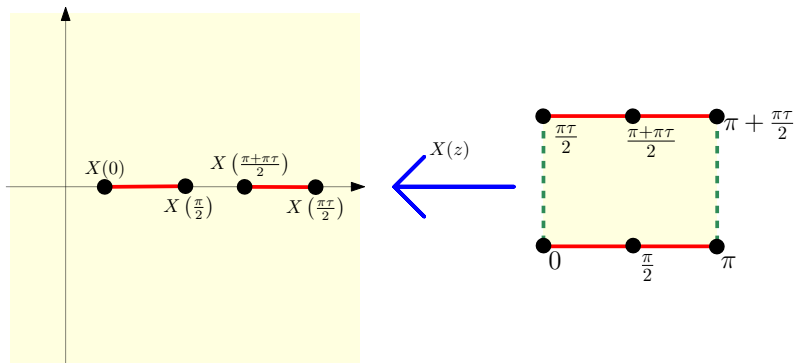 X(0)
X(π/2)
X((π+πτ)/2)
X(πτ/2)
X(z)
πτ/2
(π+πτ)/2
π + πτ/2
0
π/2
π